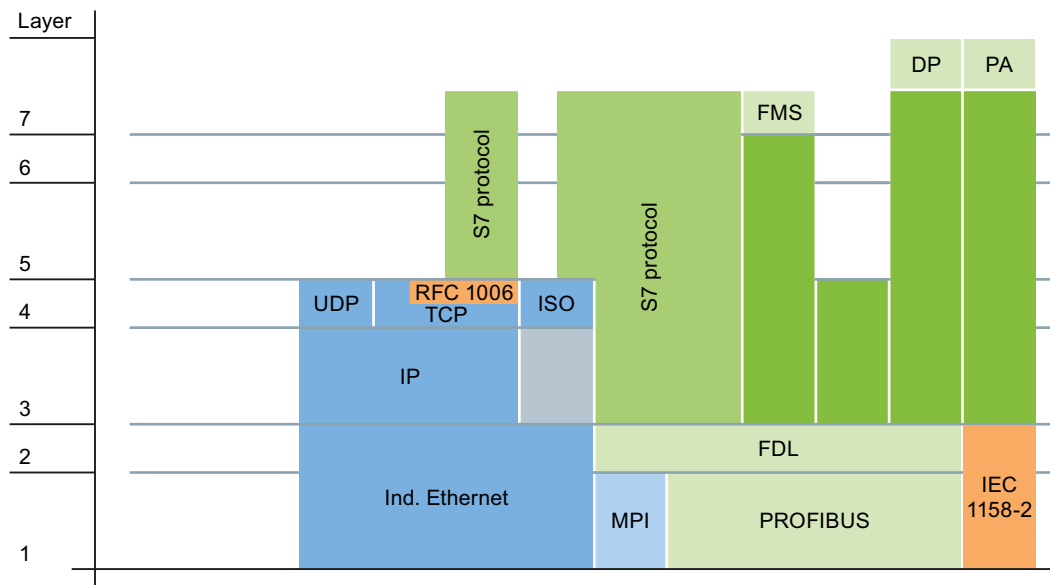 Layer
DP
PA
7
FMS
6
S7 protocol
S7 protocol
5
UDP
RFC 1006
TCP
ISO
4
IP
3
2
FDL
Ind. Ethernet
MPI
PROFIBUS
IEC
1158-2
1